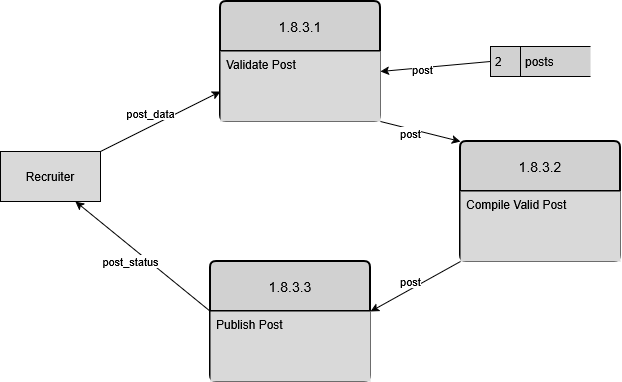 1.8.3.1
Validate Post
2 posts
post
post_data
post
1.8.3.2
Recruiter
Compile Valid Post
post_status
post
1.8.3.3
Publish Post